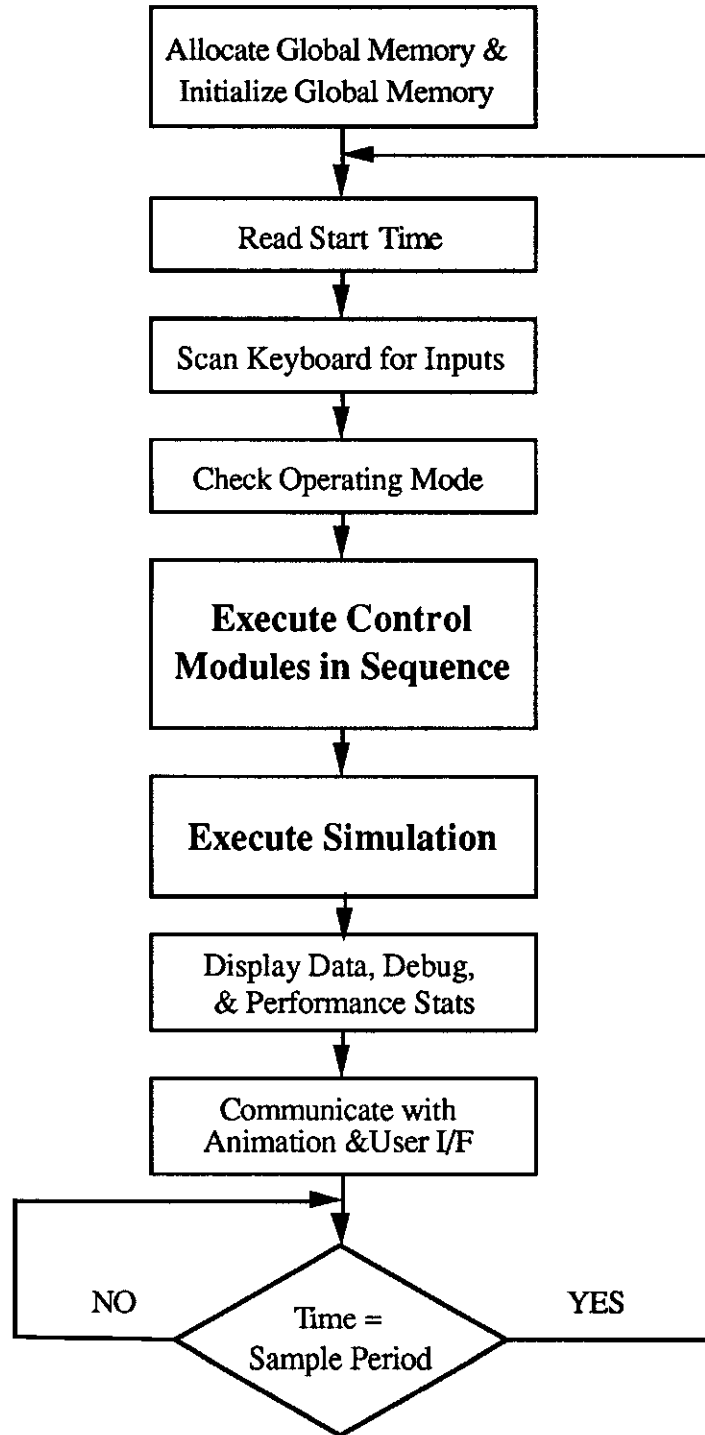 Allocate Global Memory &
Initialize Global Memory
Read Start Time
Scan Keyboard for Inputs
Check Operating Mode
Execute Control
Modules in Sequence
Execute Simulation
Display Data, Debug,
& Performance Stats
Communicate with
Animation &User I/F
NO
YES
Time =
Sample Period